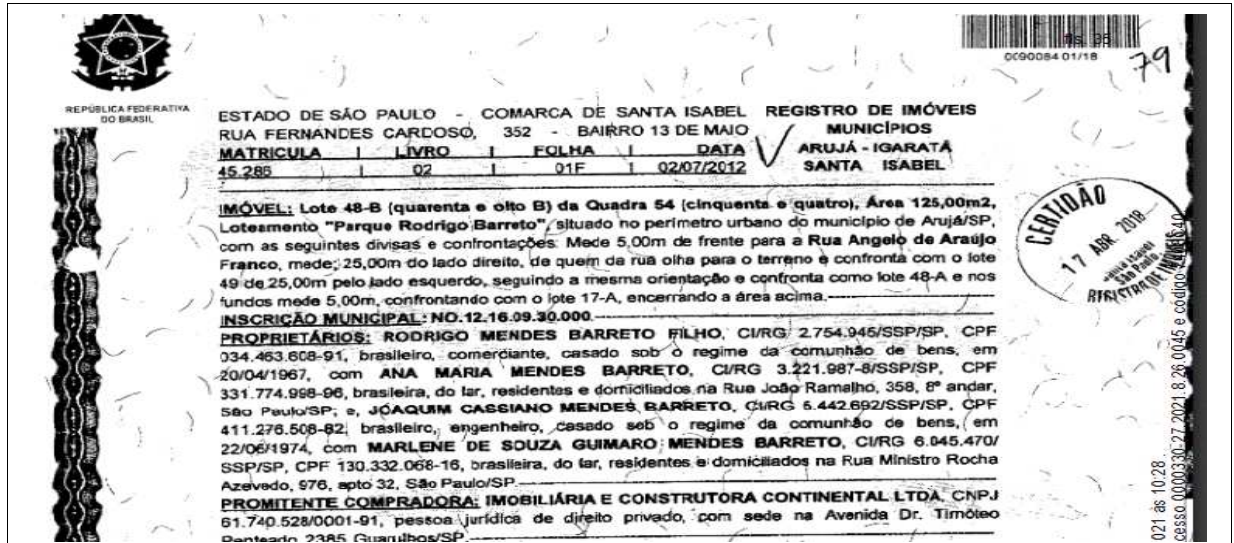 fls. 35
0090084 01/18
79
REPÚBLICA FEDERATIVA
DO BRASIL
ESTADO DE SÃO PAULO - COMARCA DE SANTA ISABEL REGISTRO DE IMÓVEIS
RUA FERNANDES CARDOSO, 352 - BAIRRO 13 DE MAIO MUNICÍPIOS
MATRÍCULA | LIVRO | FOLHA | DATA ARUJÁ - IGARATÁ
45.286 | 02 | 01F | 02/07/2012 SANTA ISABEL
IMÓVEL: Lote 48-B (quarenta e oito B) da Quadra 54 (cinquenta e quatro), Área 125,00m2,
Loteamento "Parque Rodrigo Barreto", situado no perímetro urbano do município de Arujá/SP,
com as seguintes divisas e confrontações: Mede 5,00m de frente para a Rua Angelo de Araújo
Franco, mede; 25,00m do lado direito, de quem da rua olha para o terreno e confronta com o lote
49 de 25,00m pelo lado esquerdo, seguindo a mesma orientação e confronta como lote 48-A e nos
fundos mede 5,00m, confrontando com o lote 17-A, encerrando a área acima.
INSCRIÇÃO MUNICIPAL: NO.12.16.09.30.000.
PROPRIETÁRIOS: RODRIGO MENDES BARRETO FILHO, CI/RG 2.754.945/SSP/SP, CPF
034.463.608-91, brasileiro, comerciante, casado sob o regime da comunhão de bens, em
20/04/1967, com ANA MARIA MENDES BARRETO, CI/RG 3.221.987-8/SSP/SP, CPF
331.774.998-96, brasileira, do lar, residentes e domiciliados na Rua João Ramalho, 358, 8º andar,
São Paulo/SP; e, JOAQUIM CASSIANO MENDES BARRETO, CI/RG 5.442.692/SSP/SP, CPF
411.276.508-82, brasileiro, engenheiro, casado sob o regime da comunhão de bens, em
22/06/1974, com MARLENE DE SOUZA GUIMARO MENDES BARRETO, CI/RG 6.045.470/
SSP/SP, CPF 130.332.068-16, brasileira, do lar, residentes e domiciliados na Rua Ministro Rocha
Azevedo, 976, apto 32, São Paulo/SP.
PROMITENTE COMPRADORA: IMOBILIÁRIA E CONSTRUTORA CONTINENTAL LTDA, CNPJ
61.740.528/0001-91, pessoa jurídica de direito privado, com sede na Avenida Dr. Timóteo
Penteado, 2385 Guarulhos/SP.
CERTIDÃO
17 ABR. 2018
São Paulo
021 às 10:28